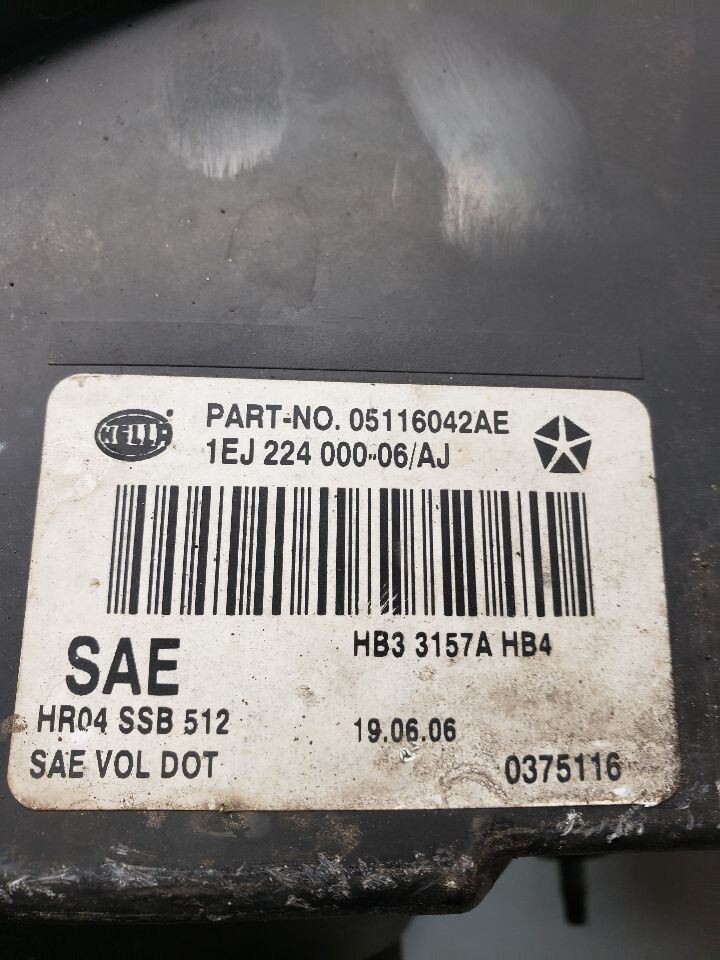 HELLA
PART-NO. 05116042AE
1EJ 224 000-06/AJ
SAE
HB3 3157A HB4
HR04 SSB 512
19.06.06
SAE VOL DOT
0375116